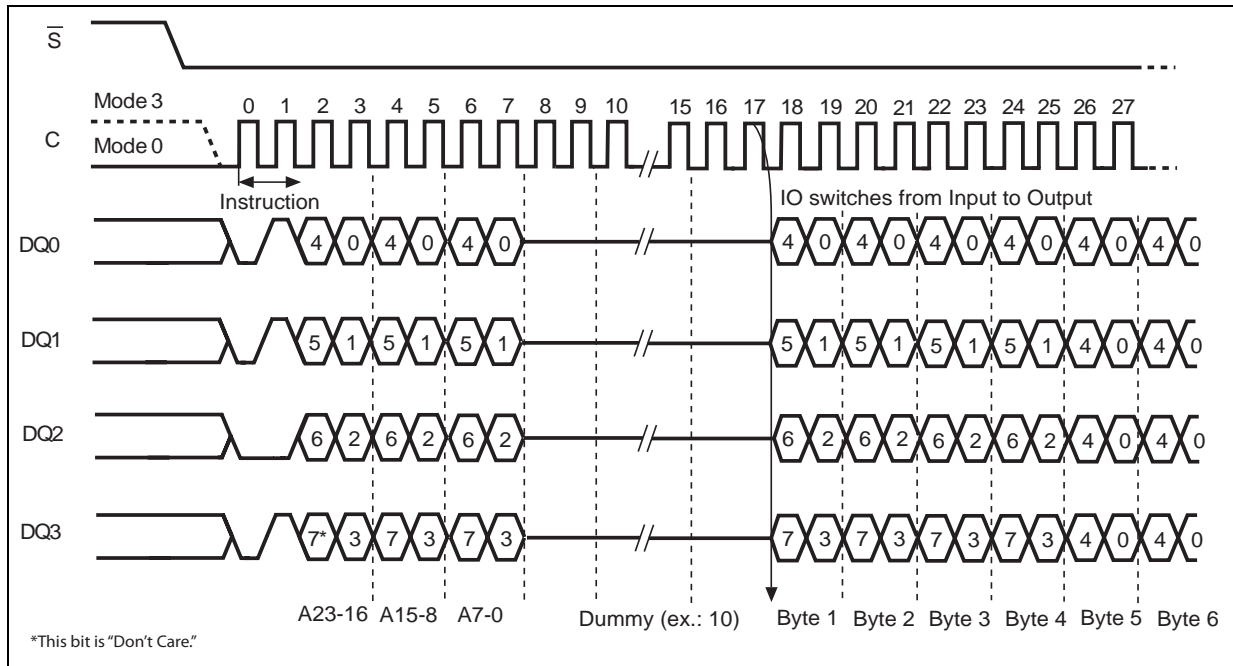 S
Mode 3
0 1 2 3 4 5 6 7 8 9 10 15 16 17 18 19 20 21 22 23 24 25 26 27
C
Mode 0
Instruction
IO switches from Input to Output
DQ0 4 0 4 0 4 0 4 0 4 0 4 0 4 0 4 0 4 0
DQ1 5 1 5 1 5 1 5 1 5 1 5 1 5 1 4 0 4 0
DQ2 6 2 6 2 6 2 6 2 6 2 6 2 6 2 4 0 4 0
DQ3 7* 3 7 3 7 3 7 3 7 3 7 3 7 3 4 0 4 0
A23-16 A15-8 A7-0 Dummy (ex.: 10) Byte 1 Byte 2 Byte 3 Byte 4 Byte 5 Byte 6
*This bit is "Don't Care."